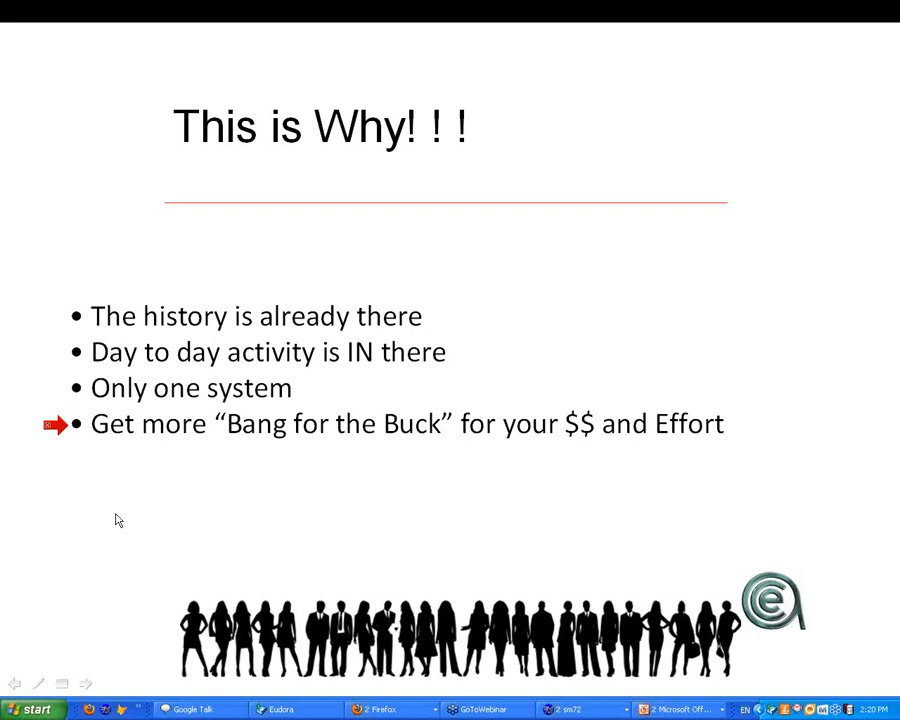 This is Why! ! !
• The history is already there
• Day to day activity is IN there
• Only one system
• Get more “Bang for the Buck” for your $$ and Effort
start
Google Talk
Eudora
2 Firefox
GoToWebinar
2 sm72
2 Microsoft Off...
EN
2:20 PM